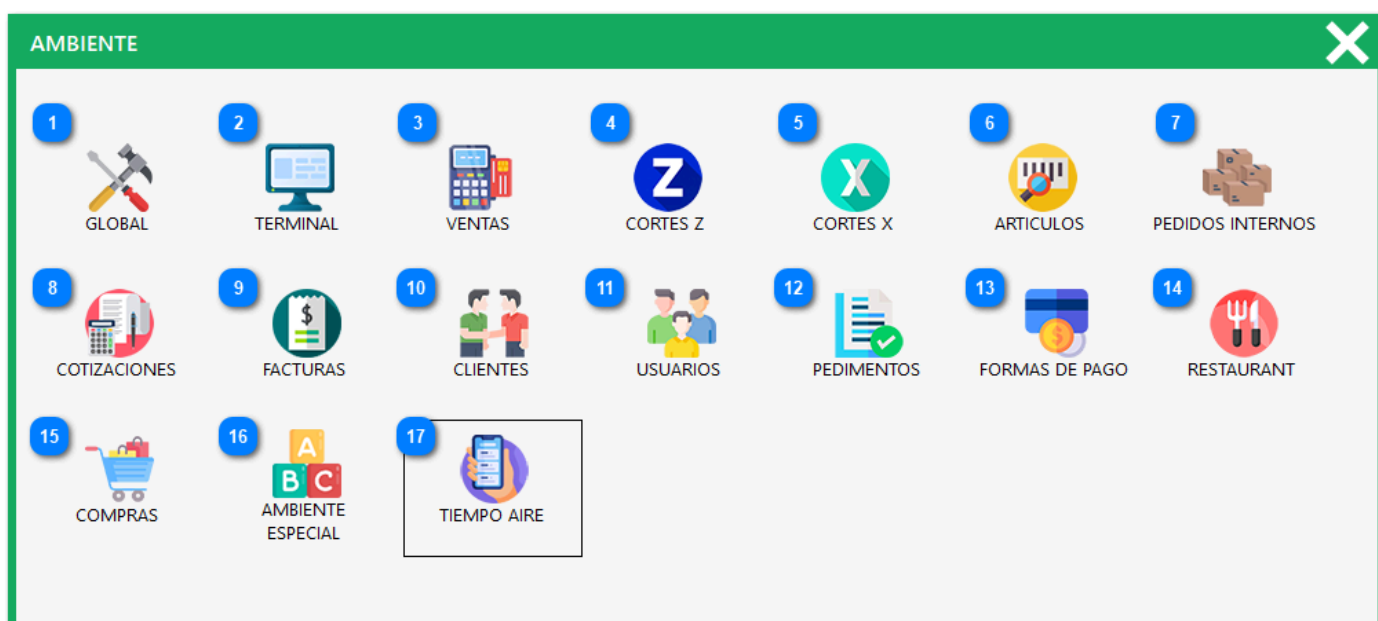 AMBIENTE
1 2 3 4 5 6 7
GLOBAL TERMINAL VENTAS CORTES Z CORTES X ARTICULOS PEDIDOS INTERNOS
8 9 10 11 12 13 14
COTIZACIONES FACTURAS CLIENTES USUARIOS PEDIMENTOS FORMAS DE PAGO RESTAURANT
15 16 17
COMPRAS AMBIENTE TIEMPO AIRE
ESPECIAL